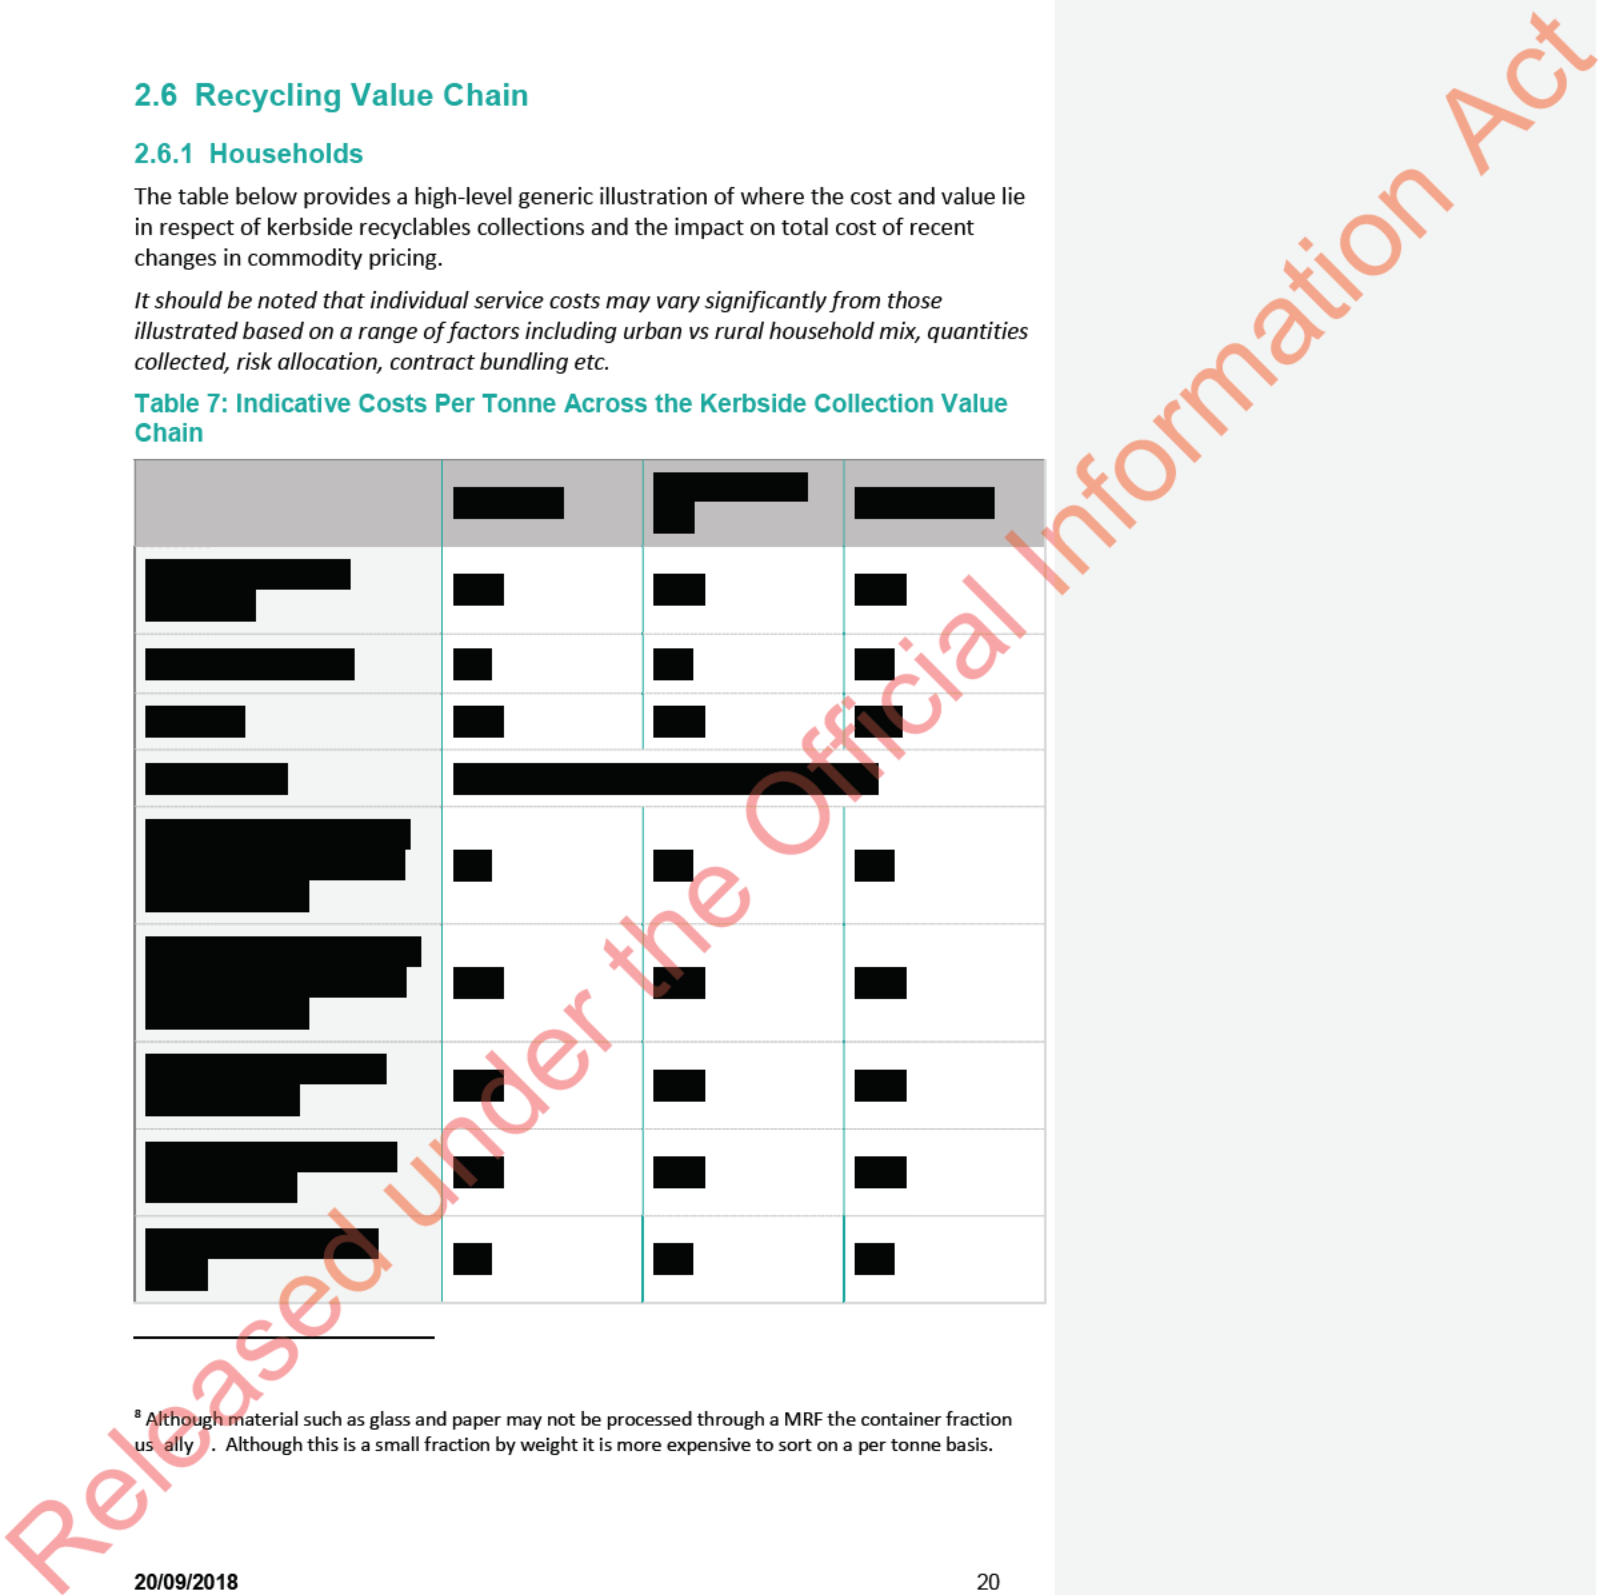 2.6 Recycling Value Chain
2.6.1 Households
The table below provides a high-level generic illustration of where the cost and value lie
in respect of kerbside recyclables collections and the impact on total cost of recent
changes in commodity pricing.
It should be noted that individual service costs may vary significantly from those
illustrated based on a range of factors including urban vs rural household mix, quantities
collected, risk allocation, contract bundling etc.
Table 7: Indicative Costs Per Tonne Across the Kerbside Collection Value
Chain
8 Although material such as glass and paper may not be processed through a MRF the container fraction
us ally . Although this is a small fraction by weight it is more expensive to sort on a per tonne basis.
20/09/2018
20
Released under the Official Information Act